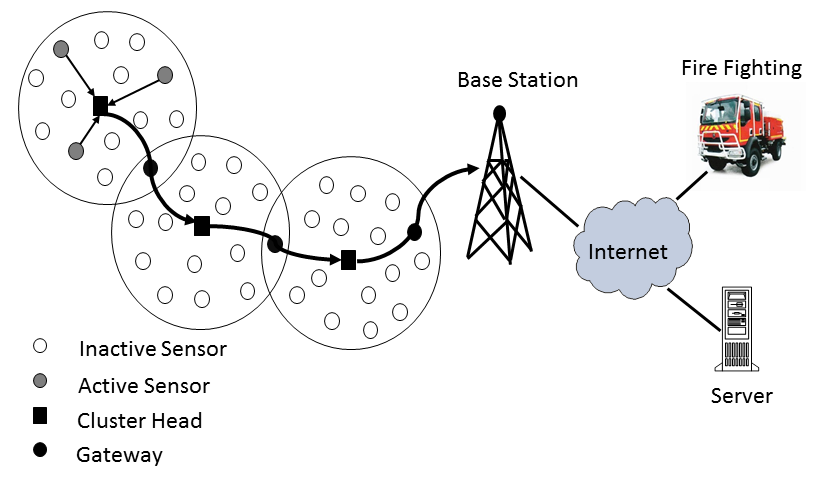 Fire Fighting
Base Station
Internet
Server
Inactive Sensor
Active Sensor
Cluster Head
Gateway